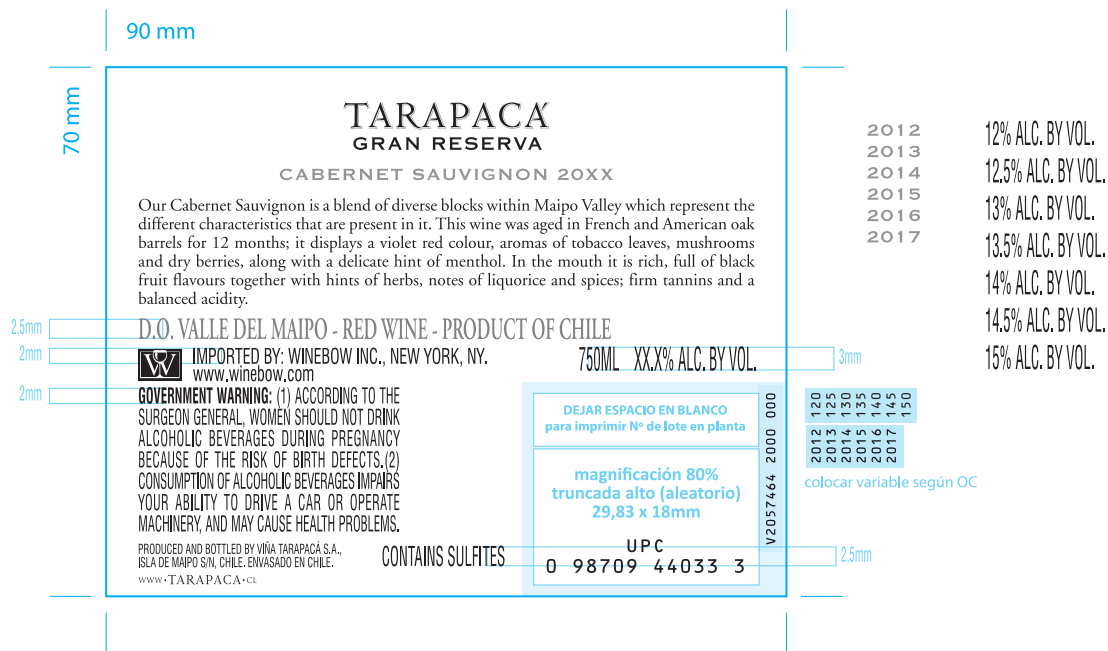 90 mm
70 mm
TARAPACÁ
GRAN RESERVA
CABERNET SAUVIGNON 20XX
Our Cabernet Sauvignon is a blend of diverse blocks within Maipo Valley which represent the
different characteristics that are present in it. This wine was aged in French and American oak
barrels for 12 months; it displays a violet red colour, aromas of tobacco leaves, mushrooms
and dry berries, along with a delicate hint of menthol. In the mouth it is rich, full of black
fruit flavours together with hints of herbs, notes of liquorice and spices; firm tannins and a
balanced acidity.
2,5mm
D.O. VALLE DEL MAIPO - RED WINE - PRODUCT OF CHILE
2mm
W
IMPORTED BY: WINEBOW INC., NEW YORK, NY.
www.winebow.com
750ML XX.X% ALC. BY VOL.
3mm
2mm
GOVERNMENT WARNING: (1) ACCORDING TO THE
SURGEON GENERAL, WOMEN SHOULD NOT DRINK
ALCOHOLIC BEVERAGES DURING PREGNANCY
BECAUSE OF THE RISK OF BIRTH DEFECTS.(2)
CONSUMPTION OF ALCOHOLIC BEVERAGES IMPAIRS
YOUR ABILITY TO DRIVE A CAR OR OPERATE
MACHINERY, AND MAY CAUSE HEALTH PROBLEMS.
PRODUCED AND BOTTLED BY VIÑA TARAPACÁ S.A.,
ISLA DE MAIPO S/N, CHILE. ENVASADO EN CHILE.
WWW•TARAPACA•CL
CONTAINS SULFITES
DEJAR ESPACIO EN BLANCO
para imprimir Nº de lote en planta
magnificación 80%
truncada alto (aleatorio)
29,83 x 18mm
UPC
0 98709 44033 3
V2057464 2000 000
2,5mm
2012
2013
2014
2015
2016
2017
12% ALC. BY VOL.
12.5% ALC. BY VOL.
13% ALC. BY VOL.
13.5% ALC. BY VOL.
14% ALC. BY VOL.
14.5% ALC. BY VOL.
15% ALC. BY VOL.
120
125
130
135
140
145
150
2012
2013
2014
2015
2016
2017
colocar variable según OC